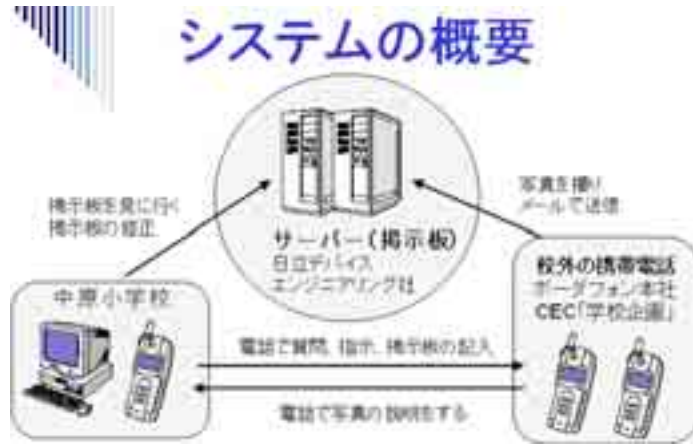 システムの概要
掲示板を見に行く
掲示板の修正
写真を撮り
メールで送信
サーバー(掲示板)
日立デバイス
エンジニアリング社
中原小学校
校外の携帯電話
ボーダフォン本社
CEC「学校企画」
電話で質問、指示、掲示板の記入
電話で写真の説明をする